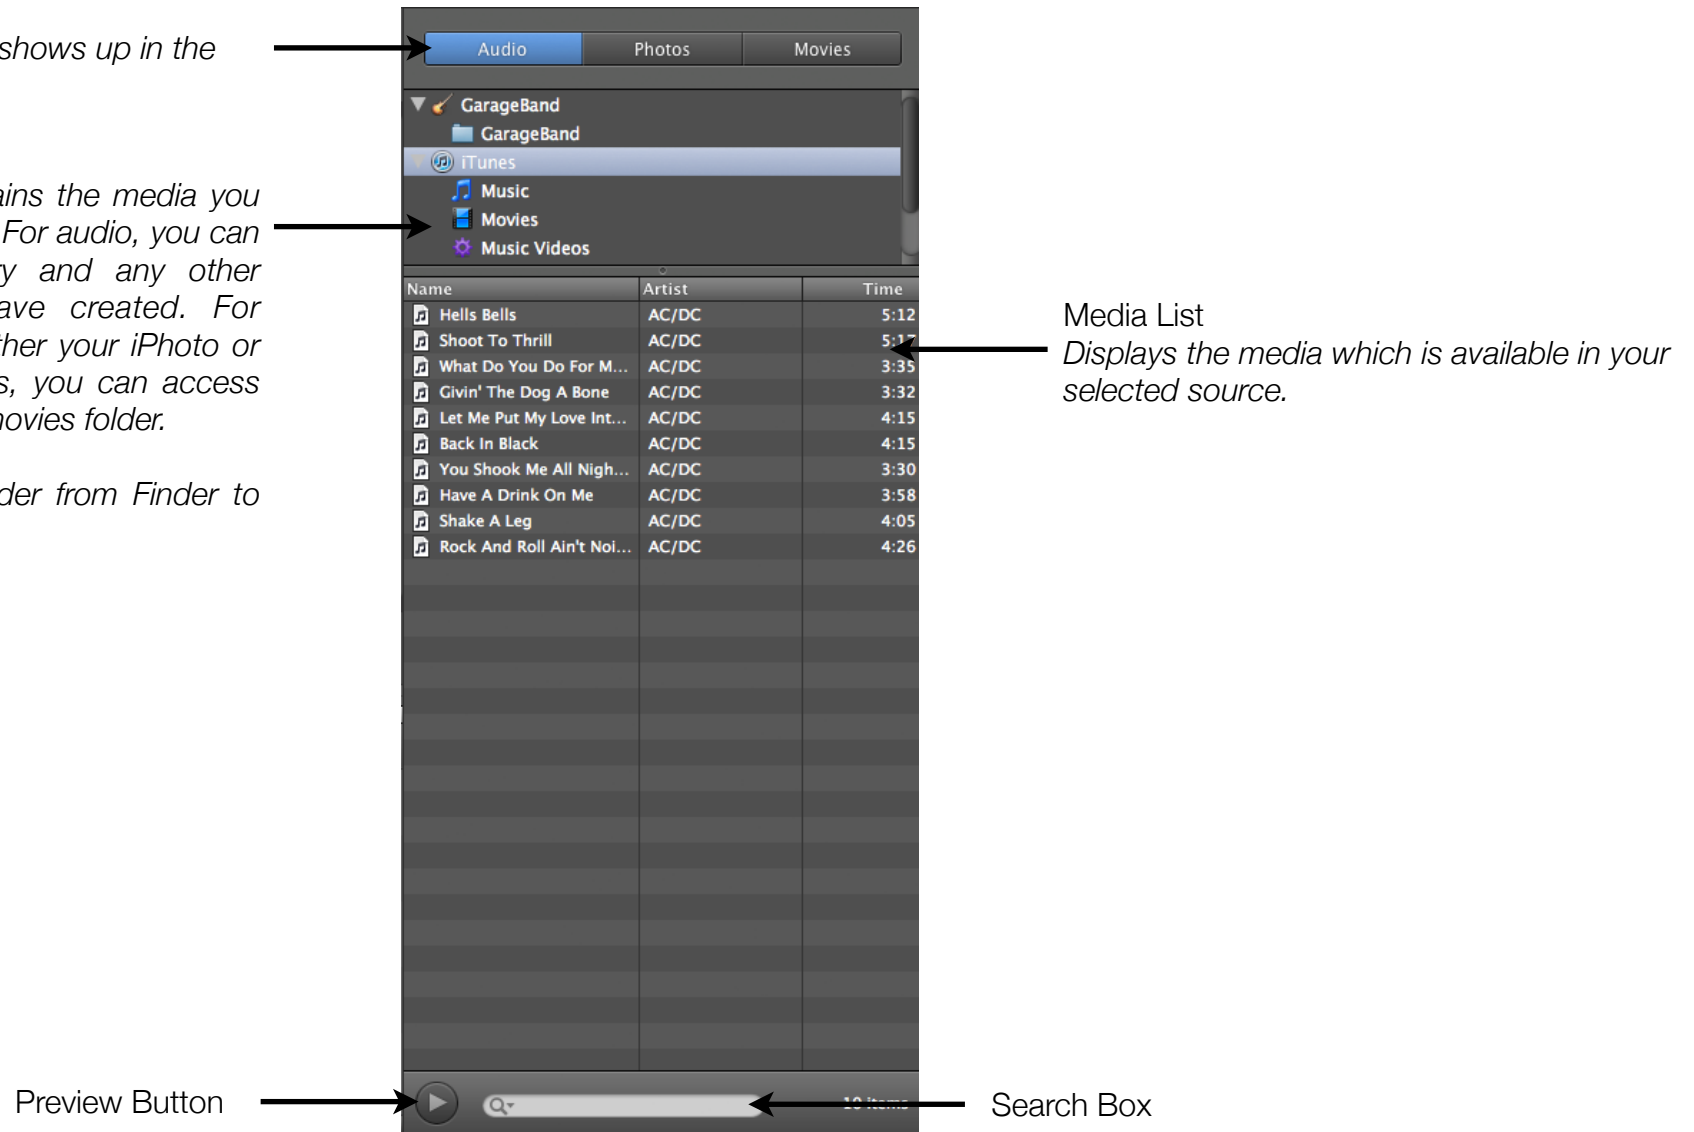 shows up in the
ains the media you
For audio, you can
ry and any other
ave created. For
ther your iPhoto or
s, you can access
movies folder.
der from Finder to
Preview Button
Audio Photos Movies
GarageBand
GarageBand
iTunes
Music
Movies
Music Videos
Name Artist Time
Hells Bells AC/DC 5:12
Shoot To Thrill AC/DC 5:17
What Do You Do For M... AC/DC 3:35
Givin' The Dog A Bone AC/DC 3:32
Let Me Put My Love Int... AC/DC 4:15
Back In Black AC/DC 4:15
You Shook Me All Nigh... AC/DC 3:30
Have A Drink On Me AC/DC 3:58
Shake A Leg AC/DC 4:05
Rock And Roll Ain't Noi... AC/DC 4:26
10 items
Media List
Displays the media which is available in your
selected source.
Search Box